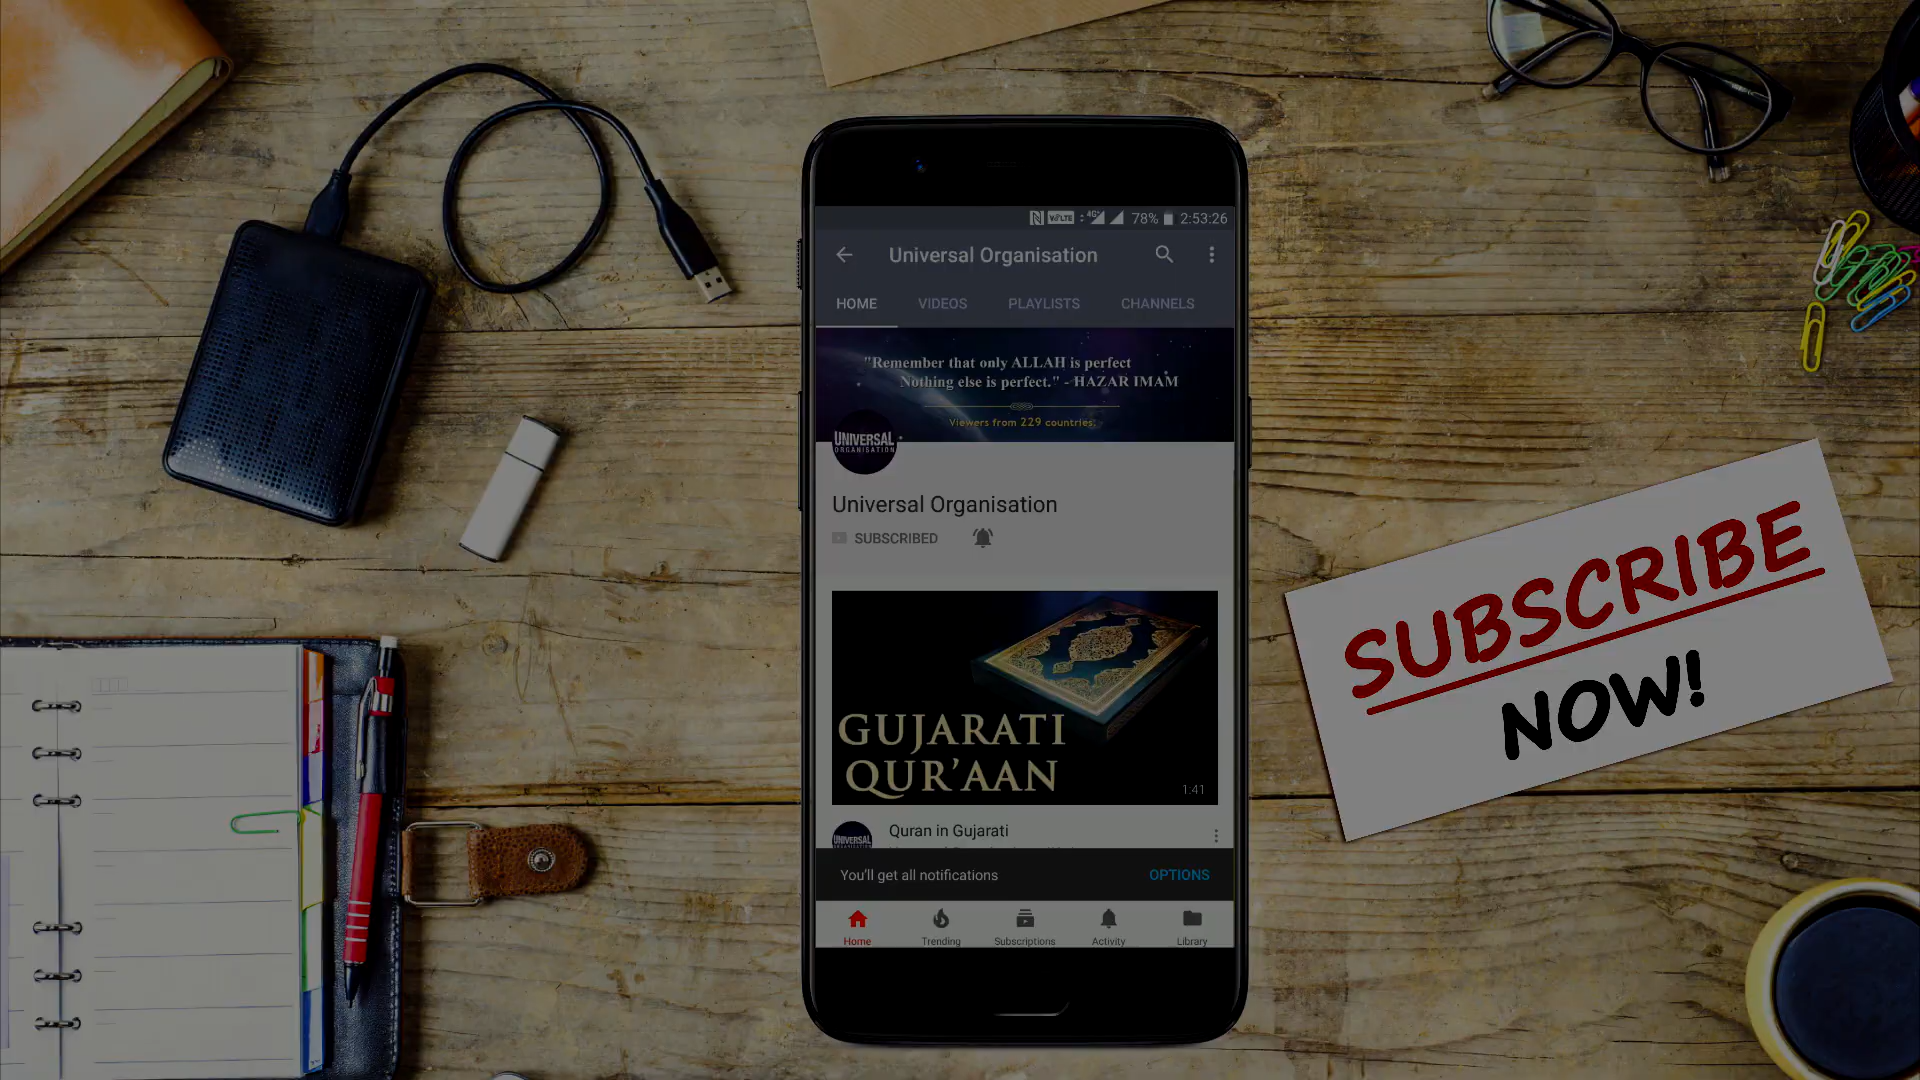 4G+ 78% 2:53:26
Universal Organisation
HOME VIDEOS PLAYLISTS CHANNELS
"Remember that only ALLAH is perfect
Nothing else is perfect." - HAZAR IMAM
Viewers from 229 countries.
UNIVERSAL
ORGANISATION
Universal Organisation
SUBSCRIBED
GUJARATI
QUR'AAN
1:41
Quran in Gujarati
UNIVERSAL
You'll get all notifications OPTIONS
Home Trending Subscriptions Activity Library
SUBSCRIBE
NOW!